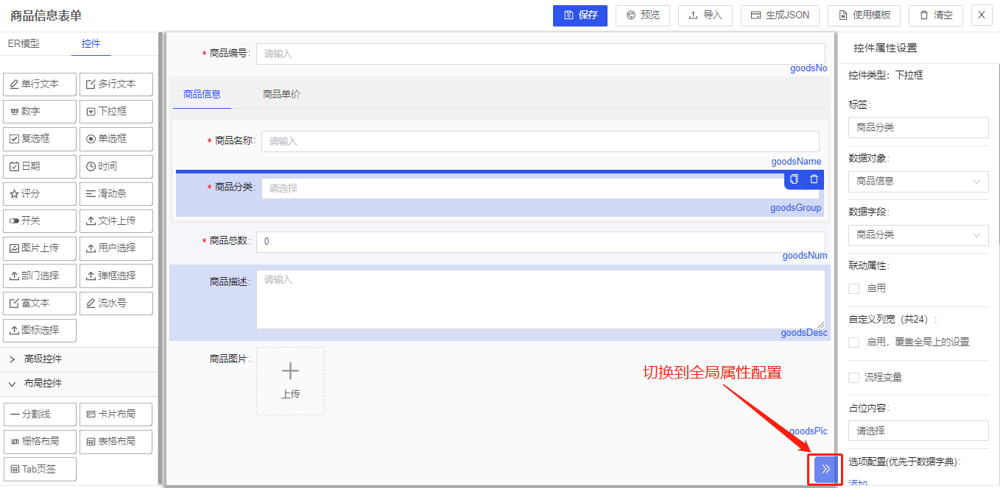 商品信息表单
保存
预览
导入
生成JSON
使用模板
清空
X
ER模型
控件
单行文本
多行文本
数字
下拉框
复选框
单选框
日期
时间
评分
滑动条
开关
文件上传
图片上传
用户选择
部门选择
弹框选择
富文本
流水号
图标选择
高级控件
布局控件
分割线
卡片布局
栅格布局
表格布局
Tab页签
* 商品编号:
请输入
goodsNo
商品信息
商品单价
* 商品名称:
请输入
goodsName
* 商品分类:
请选择
goodsGroup
* 商品总数:
0
goodsNum
商品描述:
请输入
goodsDesc
商品图片:
上传
goodsPic
切换到全局属性配置
控件属性设置
控件类型: 下拉框
标签:
商品分类
数据对象:
商品信息
数据字段:
商品分类
联动属性:
启用
自定义列宽（共24）:
启用，覆盖全局上的设置
流程变量
占位内容:
请选择
选项配置(优先于数据字典):
添加